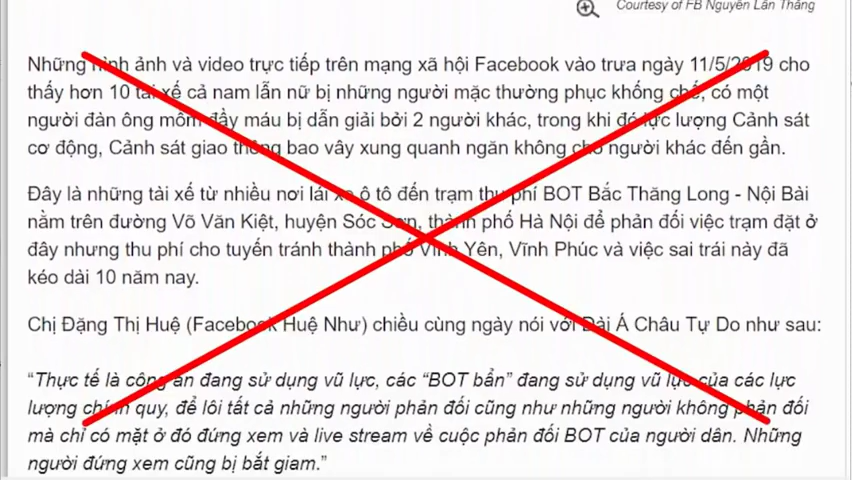 Courtesy of FB Nguyễn Lân Thắng
Những hình ảnh và video trực tiếp trên mạng xã hội Facebook vào trưa ngày 11/5/2019 cho
thấy hơn 10 tài xế cả nam lẫn nữ bị những người mặc thường phục khống chế, có một
người đàn ông mồm đầy máu bị dẫn giải bởi 2 người khác, trong khi đó lực lượng Cảnh sát
cơ động, Cảnh sát giao thông bao vây xung quanh ngăn không cho người khác đến gần.
Đây là những tài xế từ nhiều nơi lái xe ô tô đến trạm thu phí BOT Bắc Thăng Long - Nội Bài
nằm trên đường Võ Văn Kiệt, huyện Sóc Sơn, thành phố Hà Nội để phản đối việc trạm đặt ở
đây nhưng thu phí cho tuyến tránh thành phố Vĩnh Yên, Vĩnh Phúc và việc sai trái này đã
kéo dài 10 năm nay.
Chị Đặng Thị Huệ (Facebook Huệ Như) chiều cùng ngày nói với Đài Á Châu Tự Do như sau:
“Thực tế là công an đang sử dụng vũ lực, các “BOT bẩn” đang sử dụng vũ lực của các lực
lượng chính quy, để lôi tất cả những người phản đối cũng như những người không phản đối
mà chỉ có mặt ở đó đứng xem và live stream về cuộc phản đối BOT của người dân. Những
người đứng xem cũng bị bắt giam.”